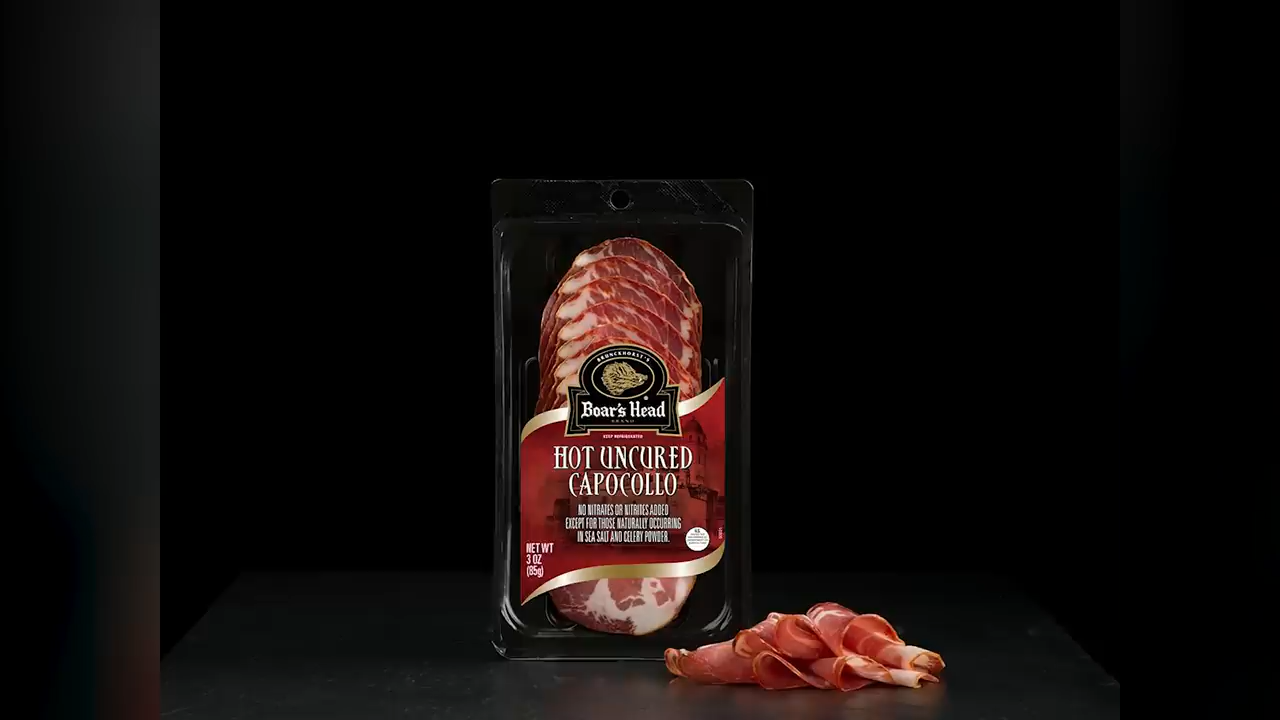 BRUNCKHORST'S
Boar's Head
BRAND
KEEP REFRIGERATED
HOT UNCURED
CAPOCOLLO
NO NITRATES OR NITRITES ADDED
EXCEPT FOR THOSE NATURALLY OCCURRING
IN SEA SALT AND CELERY POWDER.
NET WT
3 OZ
(85g)